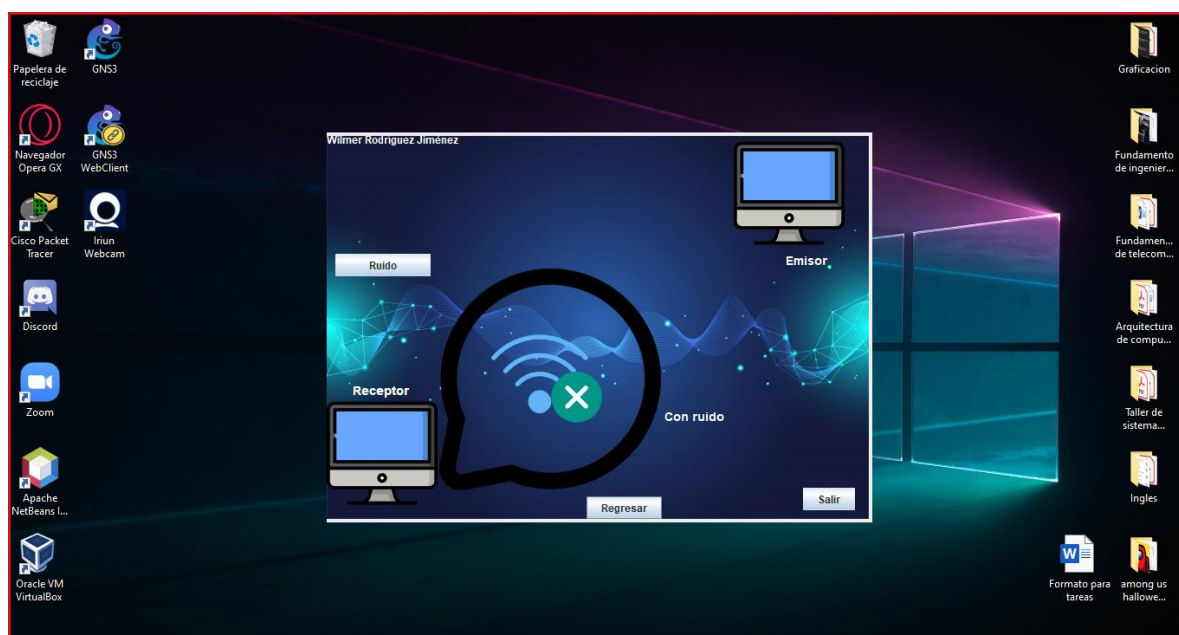 Papelera de
reciclaje
GNS3
Navegador
Opera GX
GNS3
WebClient
Cisco Packet
Tracer
Iriun
Webcam
Discord
Zoom
Apache
NetBeans I...
Oracle VM
VirtualBox
Wilmer Rodriguez Jiménez
Emisor
Ruido
Receptor
Con ruido
Regresar
Salir
Graficacion
Fundamento
de ingenier...
Fundamen...
de telecom...
Arquitectura
de compu...
Taller de
sistema...
Ingles
W
Formato para
tareas
among us
hallowe...